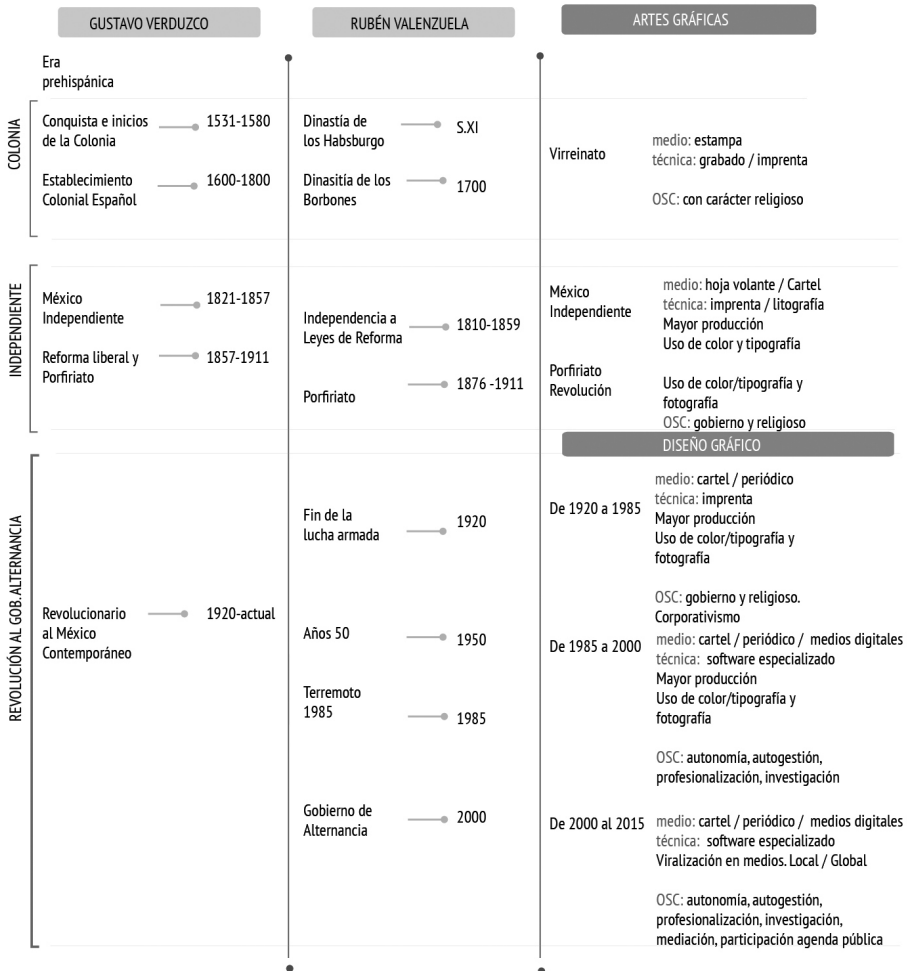 GUSTAVO VERDUZCO
RUBÉN VALENZUELA
ARTES GRÁFICAS
Era
prehispánica
COLONIA
Conquista e inicios
de la Colonia
1531-1580
Establecimiento
Colonial Español
1600-1800
Dinastía de
los Habsburgo
S.XI
Dinasitía de los
Borbones
1700
Virreinato
medio: estampa
técnica: grabado / imprenta
OSC: con carácter religioso
INDEPENDIENTE
México
Independiente
1821-1857
Reforma liberal y
Porfiriato
1857-1911
Independencia a
Leyes de Reforma
1810-1859
Porfiriato
1876 -1911
México
Independiente
medio: hoja volante / Cartel
técnica: imprenta / litografía
Mayor producción
Uso de color y tipografía
Porfiriato
Revolución
Uso de color/tipografía y
fotografía
OSC: gobierno y religioso
DISEÑO GRÁFICO
REVOLUCIÓN AL GOB. ALTERNANCIA
Revolucionario
al México
Contemporáneo
1920-actual
Fin de la
lucha armada
1920
Años 50
1950
Terremoto
1985
1985
Gobierno de
Alternancia
2000
De 1920 a 1985
medio: cartel / periódico
técnica: imprenta
Mayor producción
Uso de color/tipografía y
fotografía
OSC: gobierno y religioso.
Corporativismo
De 1985 a 2000
medio: cartel / periódico / medios digitales
técnica: software especializado
Mayor producción
Uso de color/tipografía y
fotografía
OSC: autonomía, autogestión,
profesionalización, investigación
De 2000 al 2015
medio: cartel / periódico / medios digitales
técnica: software especializado
Viralización en medios. Local / Global
OSC: autonomía, autogestión,
profesionalización, investigación,
mediación, participación agenda pública